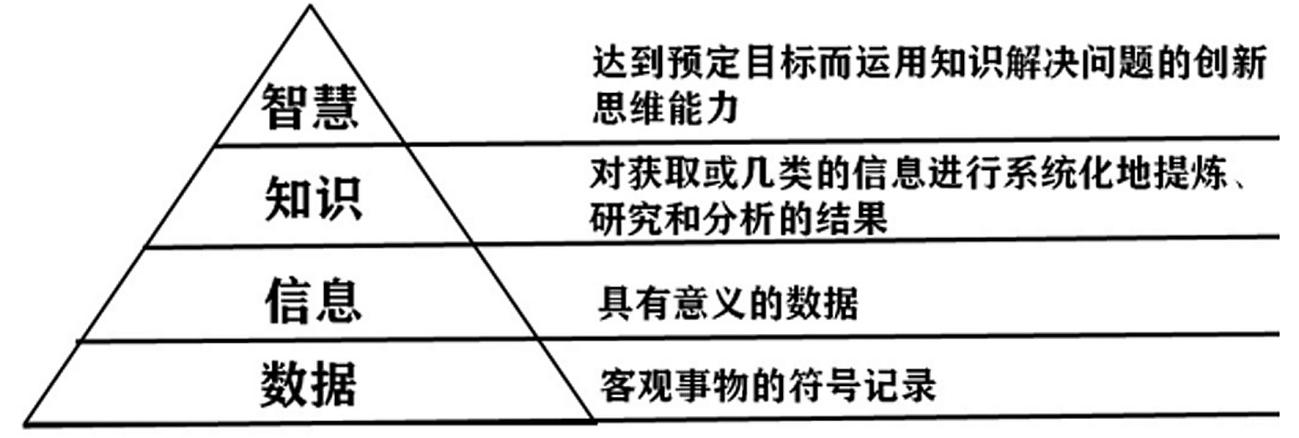 智慧
达到预定目标而运用知识解决问题的创新
思维能力
知识
对获取或几类的信息进行系统化地提炼、
研究和分析的结果
信息
具有意义的数据
数据
客观事物的符号记录